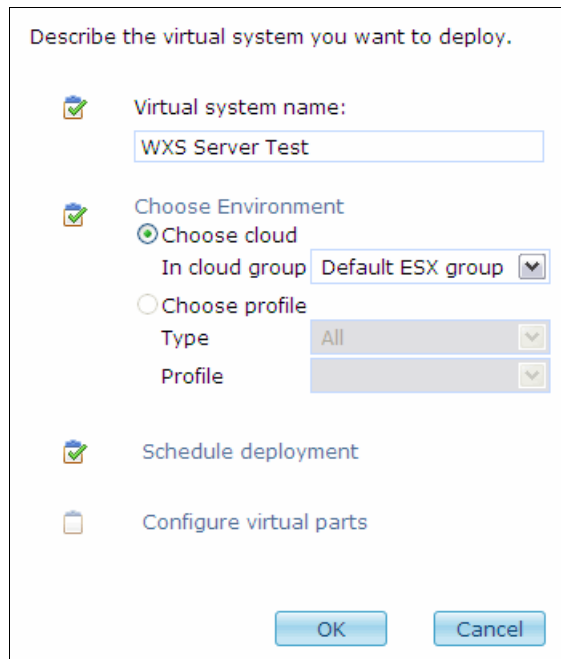 Describe the virtual system you want to deploy.
Virtual system name:
WXS Server Test
Choose Environment
Choose cloud
In cloud group Default ESX group
Choose profile
Type All
Profile
Schedule deployment
Configure virtual parts
OK Cancel